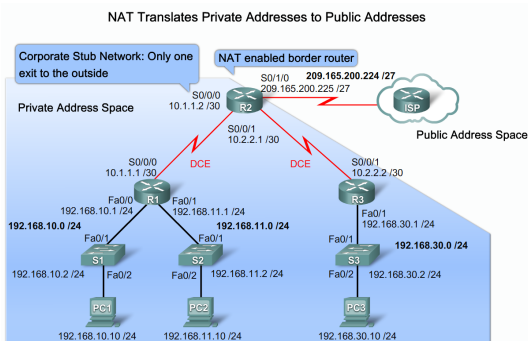 NAT Translates Private Addresses to Public Addresses
Corporate Stub Network: Only one
exit to the outside
NAT enabled border router
S0/1/0
209.165.200.224 /27
209.165.200.225 /27
S0/0/0
10.1.1.2 /30
R2
ISP
Private Address Space
Public Address Space
S0/0/1
10.2.2.1 /30
DCE
DCE
S0/0/0
10.1.1.1 /30
S0/0/1
10.2.2.2 /30
R1
R3
Fa0/0
192.168.10.1 /24
Fa0/1
192.168.11.1 /24
Fa0/1
192.168.30.1 /24
192.168.10.0 /24
192.168.11.0 /24
192.168.30.0 /24
Fa0/1
Fa0/1
Fa0/1
S1
S2
S3
192.168.10.2 /24
Fa0/2
Fa0/2
192.168.11.2 /24
Fa0/2
192.168.30.2 /24
PC1
PC2
PC3
192.168.10.10 /24
192.168.11.10 /24
192.168.30.10 /24